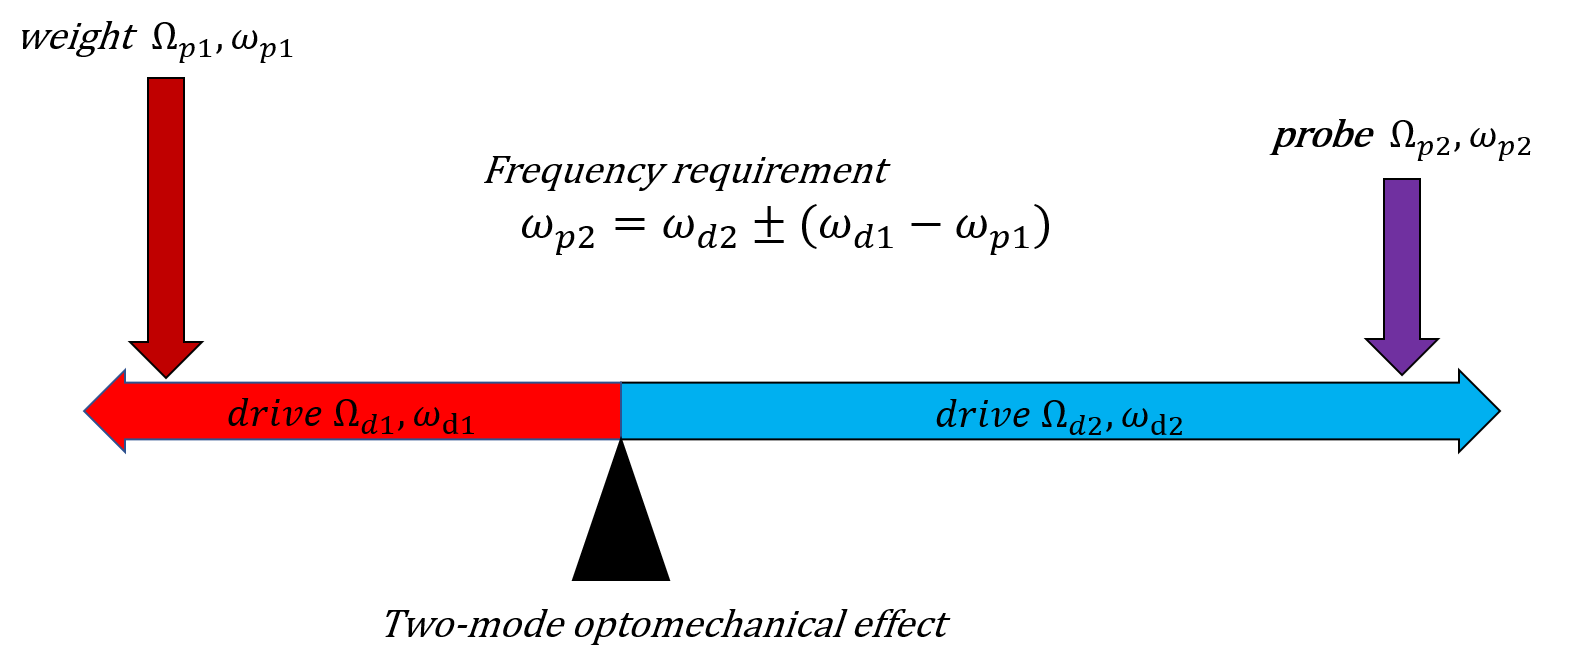 weight Ω_{p1}, ω_{p1}
probe Ω_{p2}, ω_{p2}
Frequency requirement
ω_{p2} = ω_{d2} ± (ω_{d1} − ω_{p1})
drive Ω_{d1}, ω_{d1}
drive Ω_{d2}, ω_{d2}
Two-mode optomechanical effect